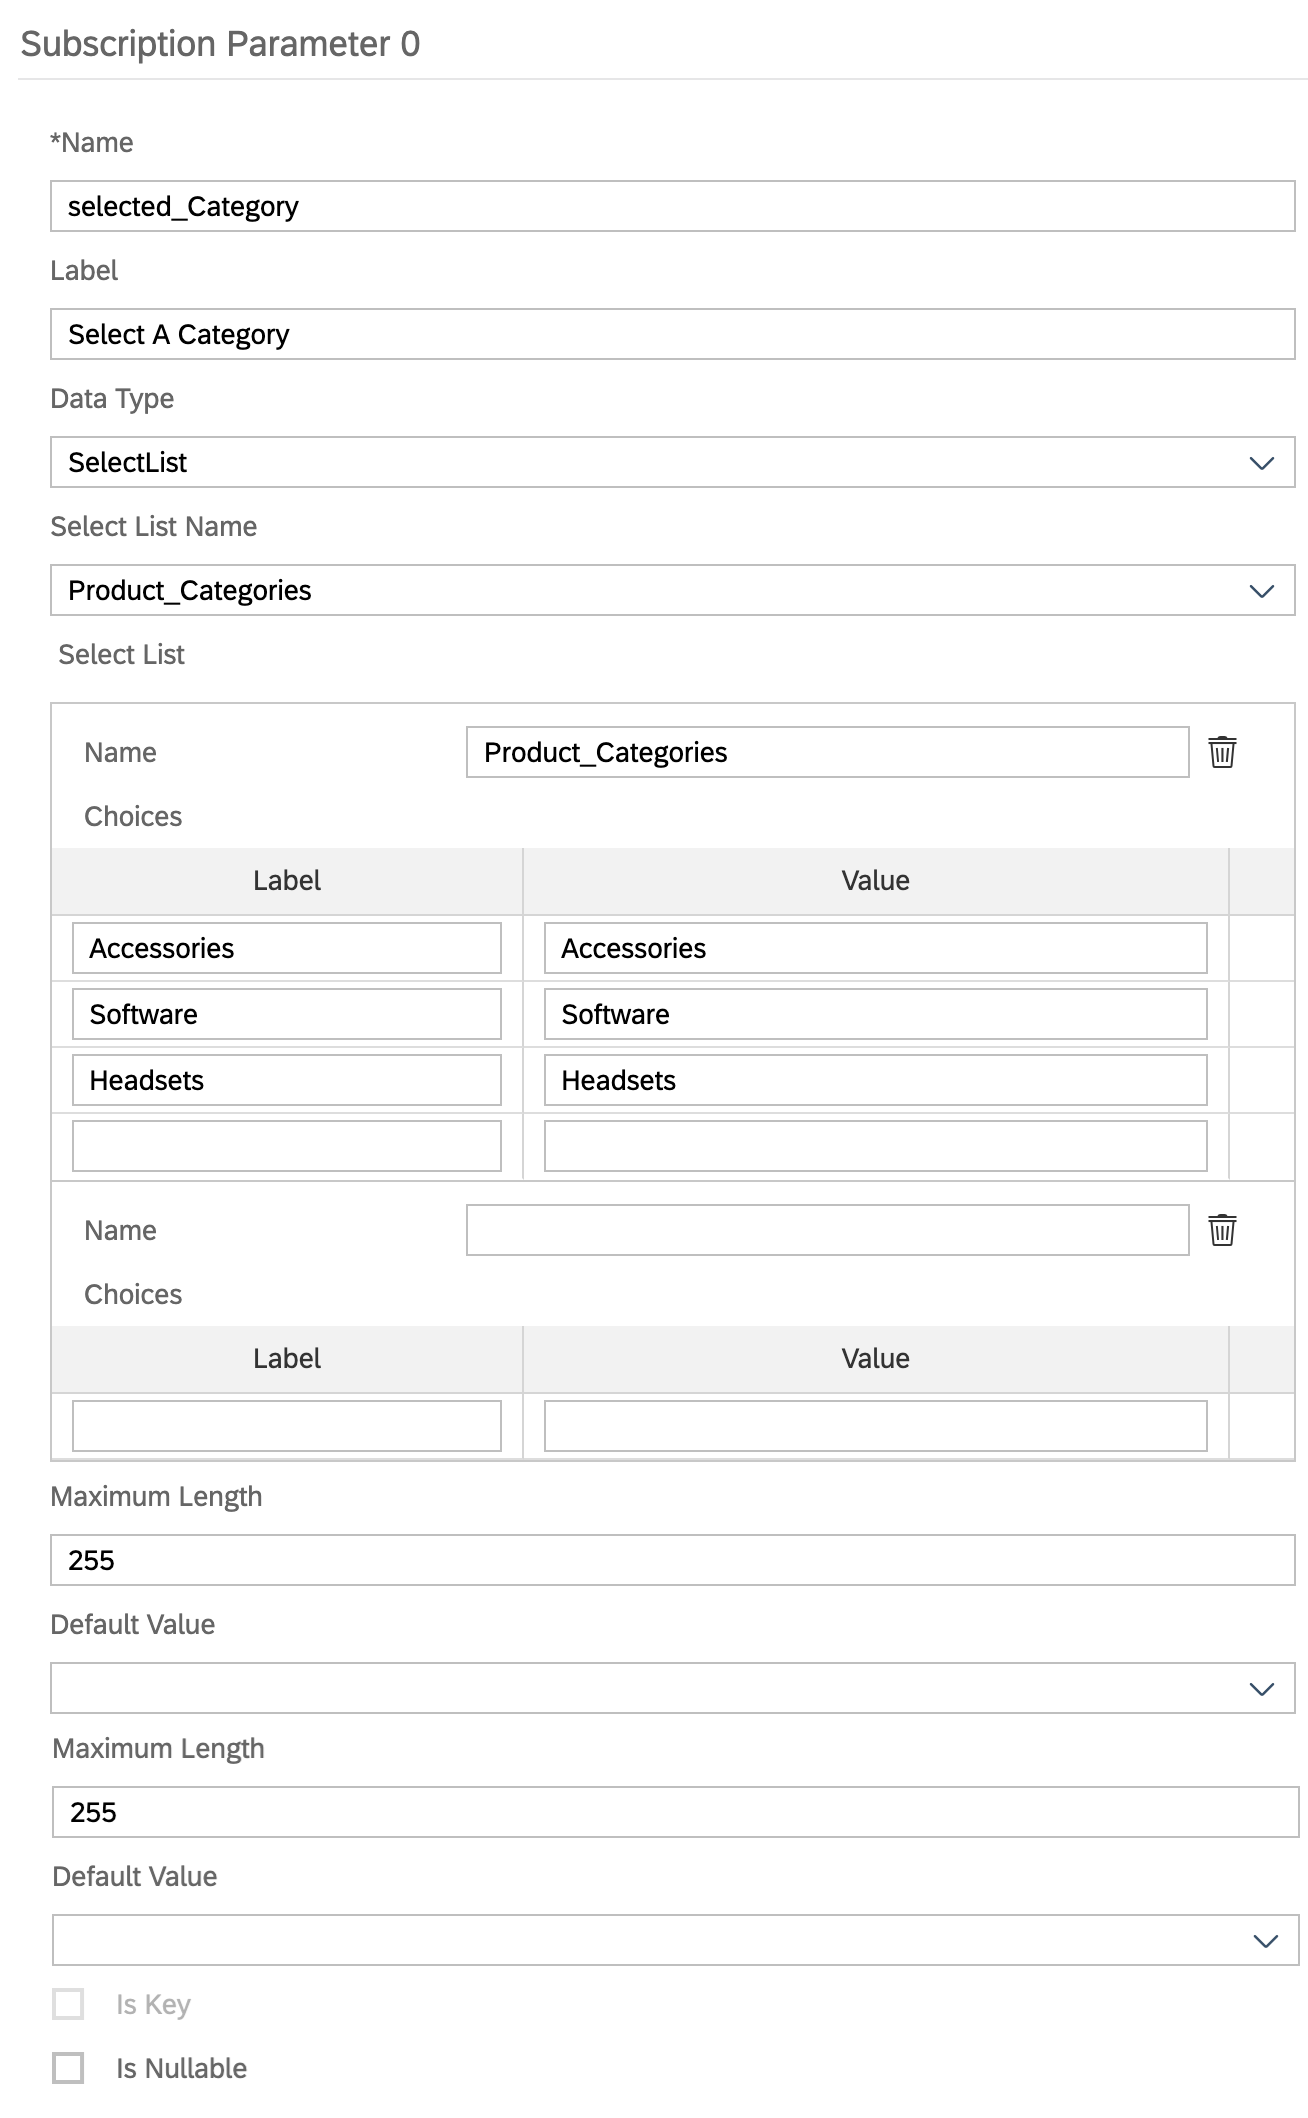 Subscription Parameter 0
*Name
selected_Category
Label
Select A Category
Data Type
SelectList
Select List Name
Product_Categories
Select List
Name Product_Categories
Choices
Label Value
Accessories Accessories
Software Software
Headsets Headsets
Name
Choices
Label Value
Maximum Length
255
Default Value
Maximum Length
255
Default Value
Is Key
Is Nullable